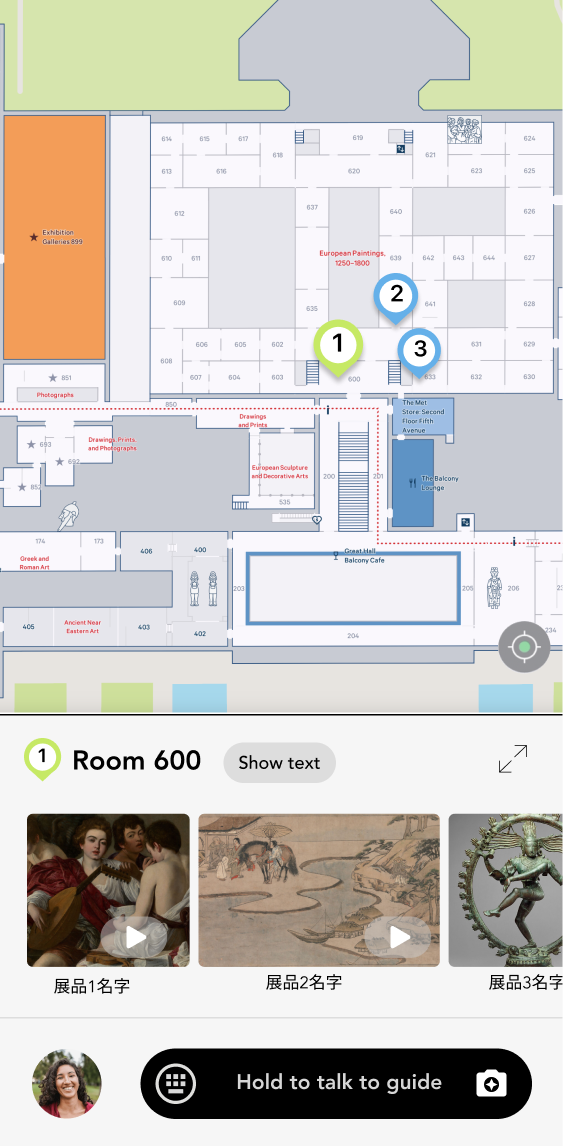 614
615
617
618
619
621
624
613
616
620
623
625
612
637
640
626
Exhibition
Galleries 899
European Paintings,
1250–1800
610
611
639
642
643
644
627
2
609
635
641
628
1
3
606
605
602
631
629
608
607
604
603
600
633
632
630
851
Photographs
850
Drawings
and Prints
i
The Met
Store: Second
Floor Fifth
Avenue
693
Drawings, Prints
and Photographs
692
852
European Sculpture
and Decorative Arts
535
200
201
The Balcony
Lounge
174
173
406
400
Great Hall
Balcony Cafe
i
Greek and
Roman Art
203
205
206
405
Ancient Near
Eastern Art
403
402
204
234
1
Room 600
Show text
展品1名字
展品2名字
展品3名字
Hold to talk to guide